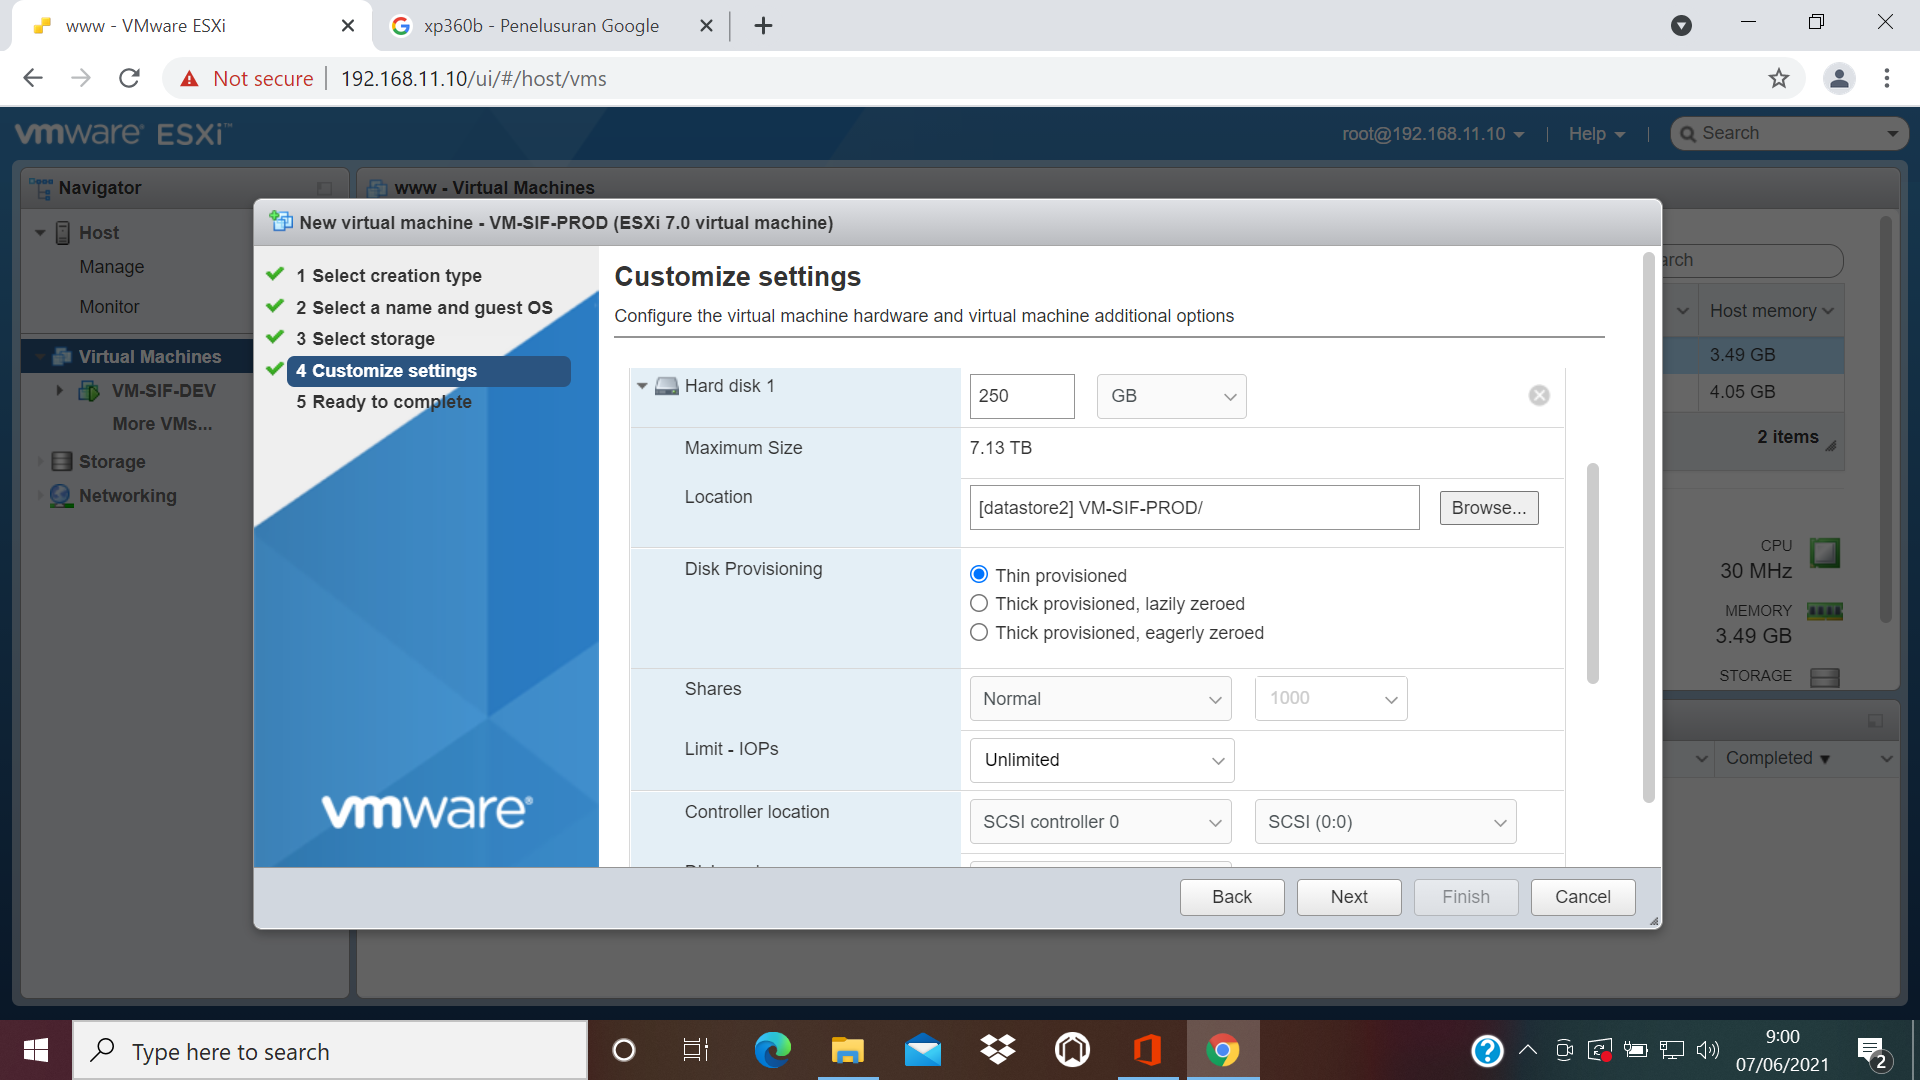 www - VMware ESXi
xp360b - Penelusuran Google
Not secure
192.168.11.10/ui/#/host/vms
vmware ESXi™
root@192.168.11.10
Help
Search
Navigator
www - Virtual Machines
Host
Manage
Monitor
Virtual Machines
VM-SIF-DEV
More VMs...
Storage
Networking
New virtual machine - VM-SIF-PROD (ESXi 7.0 virtual machine)
1 Select creation type
2 Select a name and guest OS
3 Select storage
4 Customize settings
5 Ready to complete
vmware®
Customize settings
Configure the virtual machine hardware and virtual machine additional options
Hard disk 1
250
GB
Maximum Size
7.13 TB
Location
[datastore2] VM-SIF-PROD/
Browse...
Disk Provisioning
Thin provisioned
Thick provisioned, lazily zeroed
Thick provisioned, eagerly zeroed
Shares
Normal
1000
Limit - IOPs
Unlimited
Controller location
SCSI controller 0
SCSI (0:0)
Back
Next
Finish
Cancel
arch
Host memory
3.49 GB
4.05 GB
2 items
CPU
30 MHz
MEMORY
3.49 GB
STORAGE
Completed ▼
Type here to search
9:00
07/06/2021
2